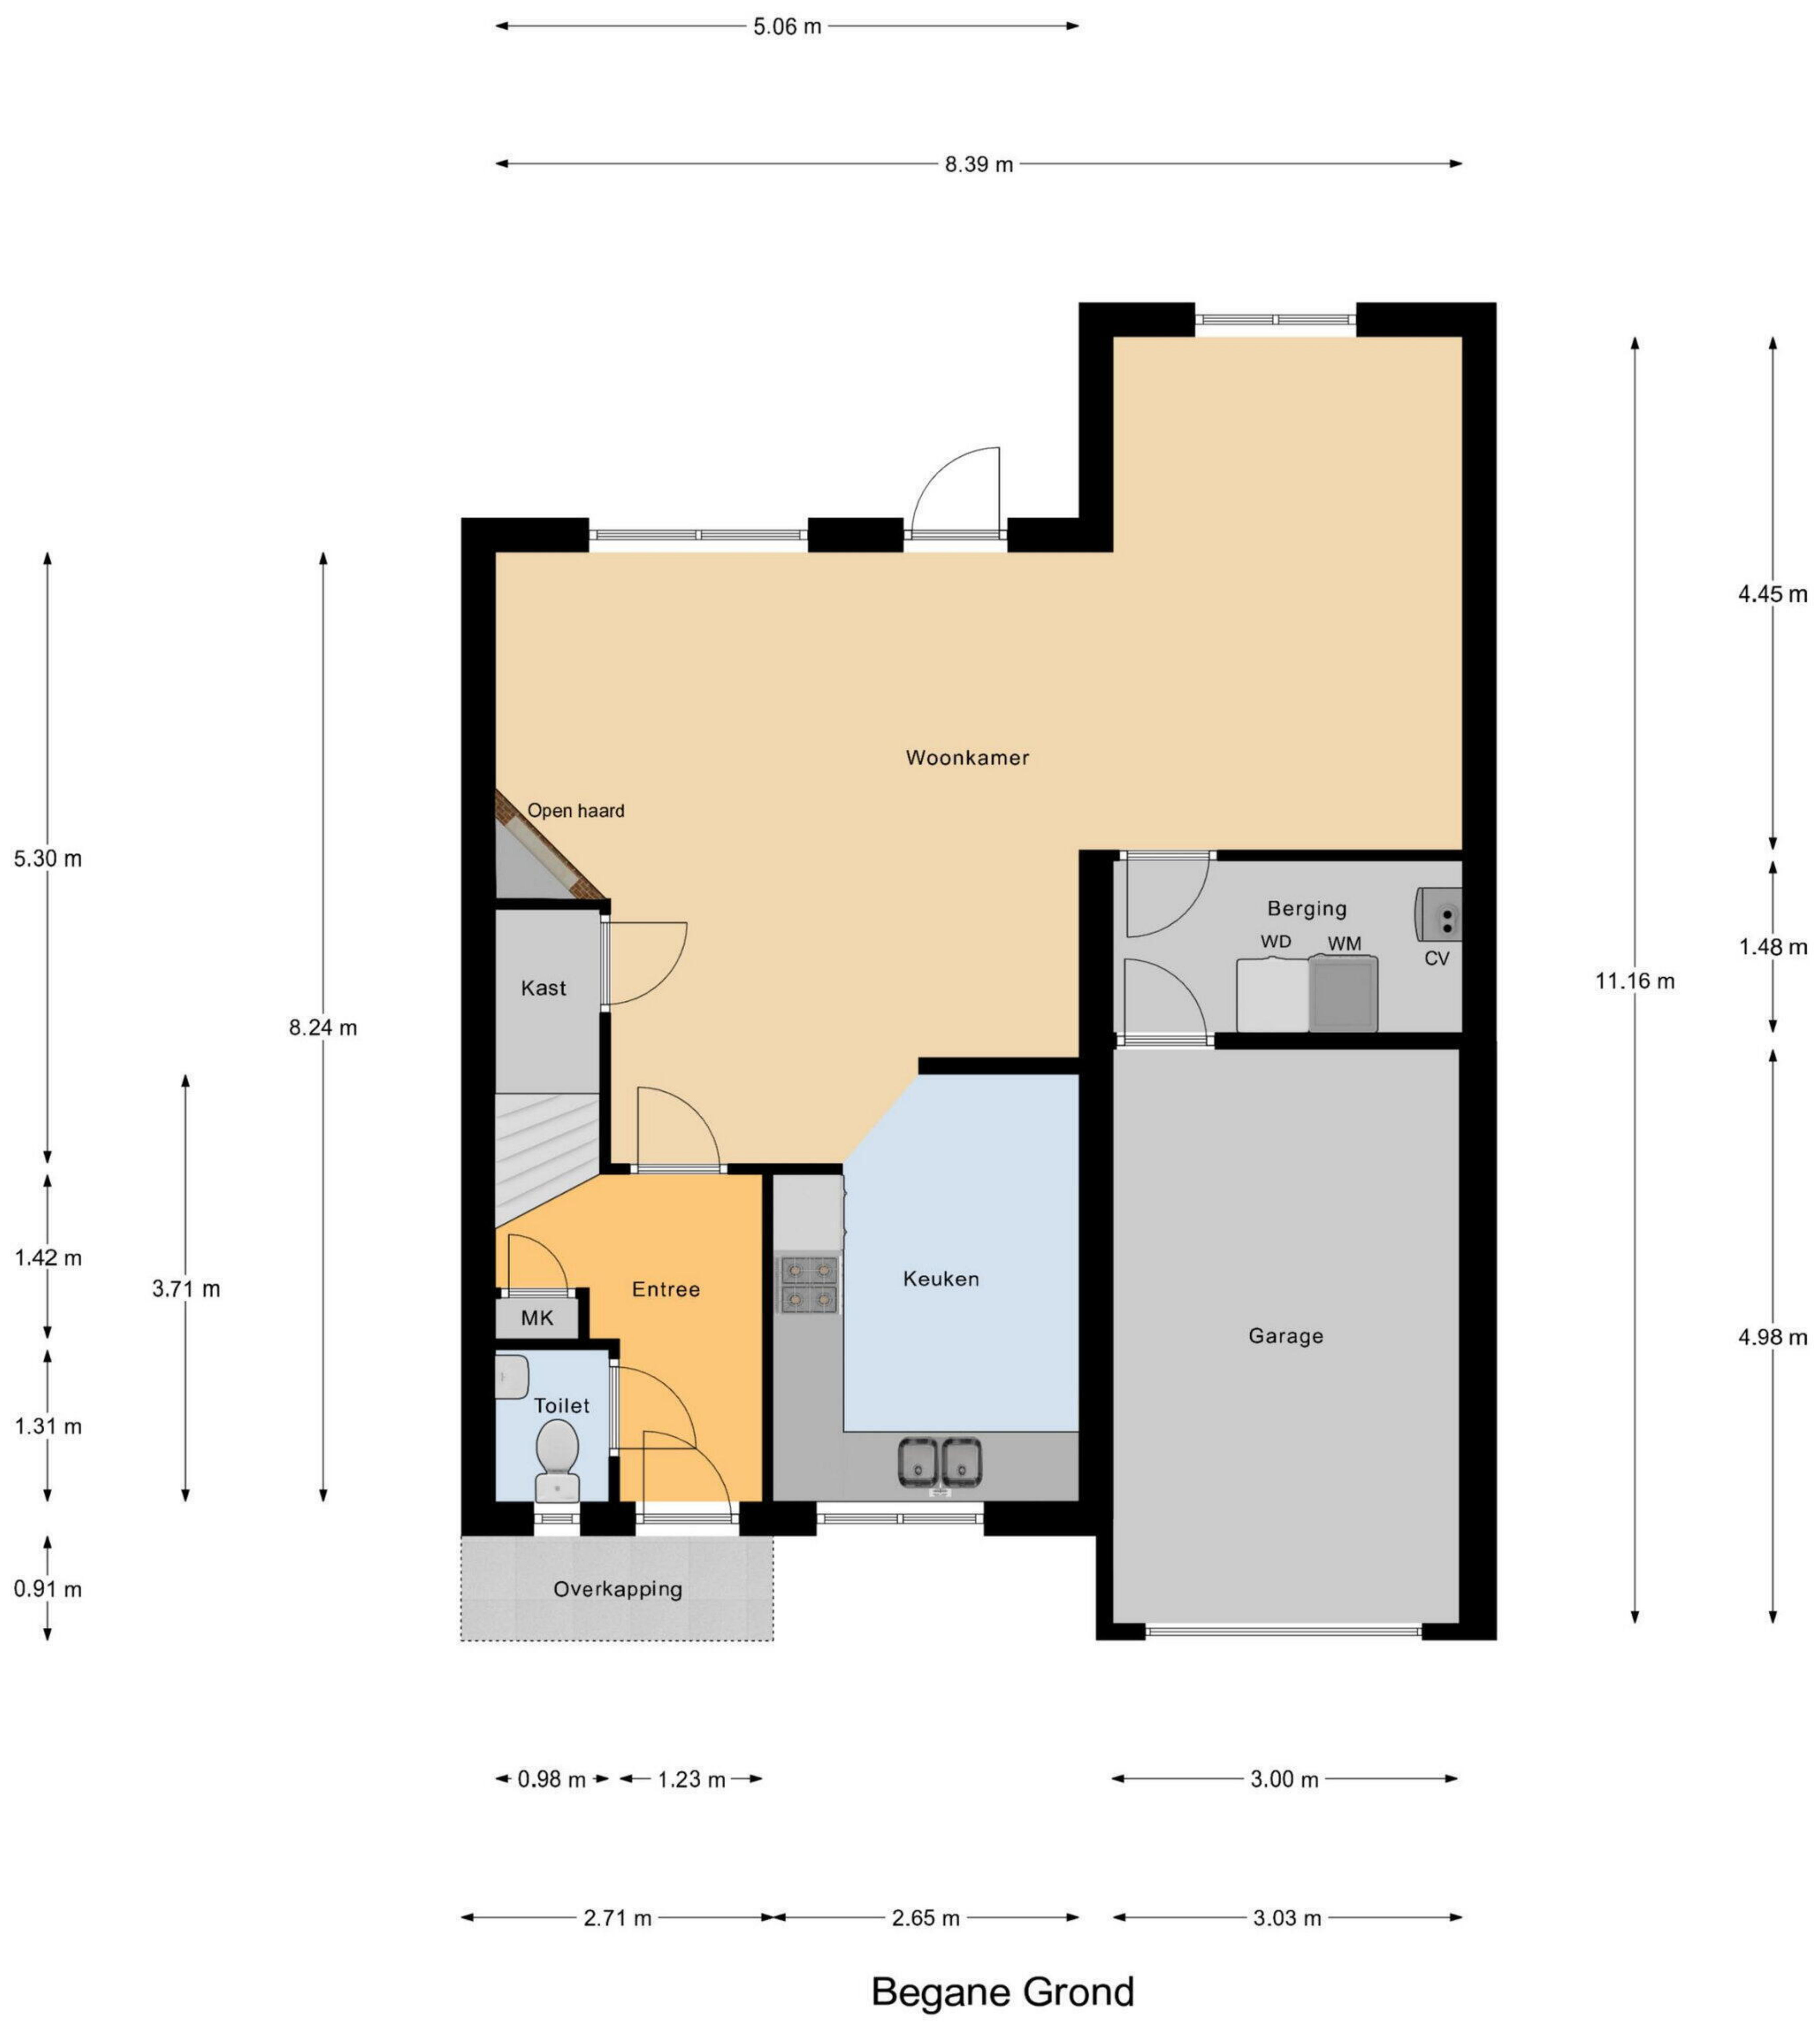 5.06 m
8.39 m
4.45 m
Woonkamer
Open haard
5.30 m
Berging
WD
WM
1.48 m
CV
Kast
11.16 m
8.24 m
1.42 m
3.71 m
Keuken
Entree
MK
Garage
4.98 m
Toilet
1.31 m
0.91 m
Overkapping
0.98 m
1.23 m
3.00 m
2.71 m
2.65 m
3.03 m
Begane Grond